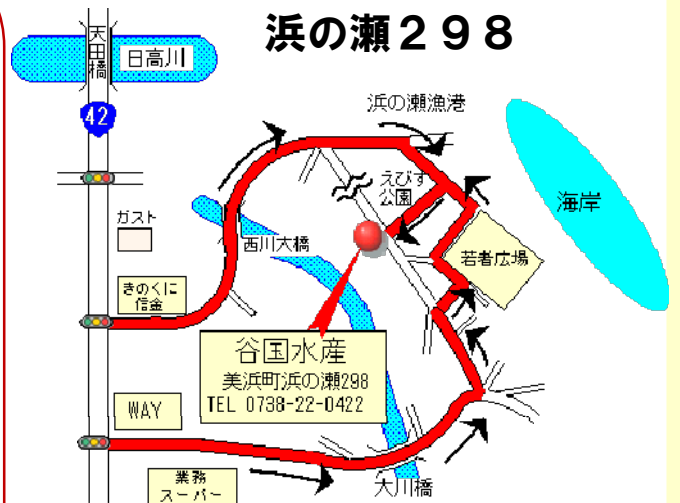 浜の瀬298
天田橋
日高川
42
浜の瀬漁港
えびす
公園
海岸
ガスト
西川大橋
若者広場
きのくに
信金
谷国水産
美浜町浜の瀬298
TEL 0738-22-0422
WAY
業務
スーパー
大川橋